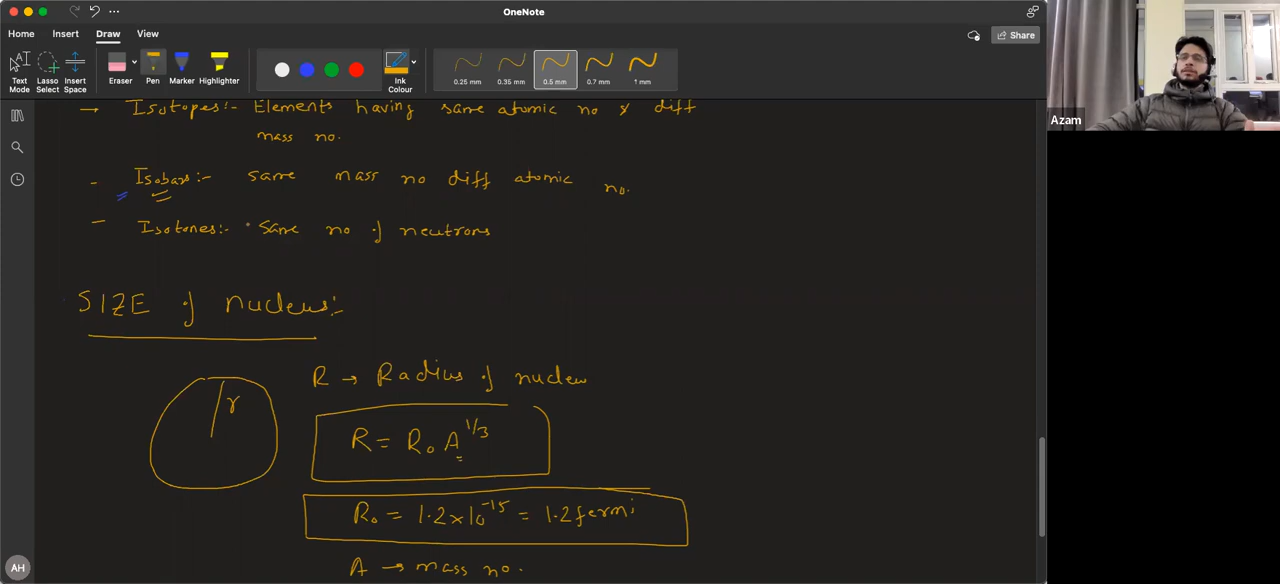 OneNote
Home Insert Draw View
Share
Text Mode
Lasso Select
Insert Space
Eraser
Pen
Marker
Highlighter
Ink Colour
0.25 mm
0.35 mm
0.5 mm
0.7 mm
1 mm
Azam
→ Isotopes:- Elements having same atomic no & diff
mass no.
- Isobars:- same mass no diff atomic no.
- Isotones:- same no of neutrons
SIZE of nucleus:-
R → Radius of nucleu
r
R = R₀ A^1/3
R₀ = 1.2 x 10^-15 = 1.2 fermi
A → mass no.
AH